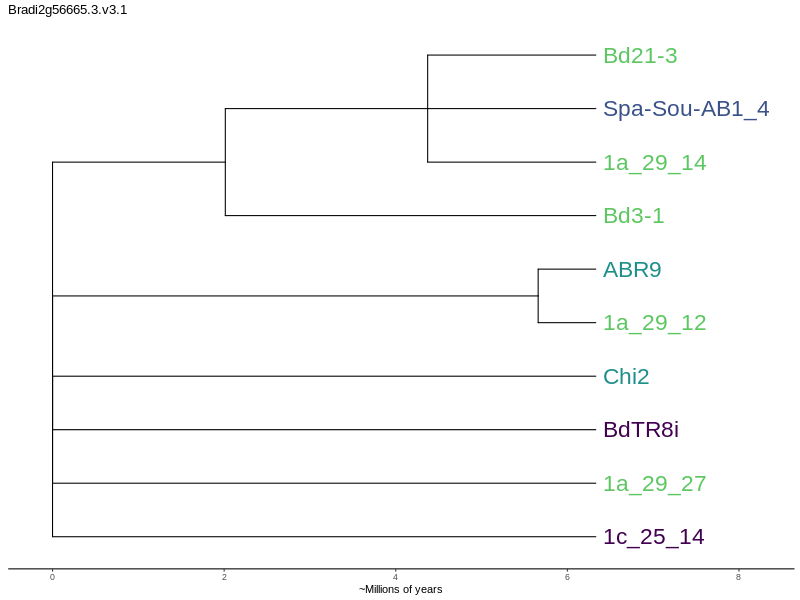 Bradi2g56665.3.v3.1
Bd21-3
Spa-Sou-AB1_4
1a_29_14
Bd3-1
ABR9
1a_29_12
Chi2
BdTR8i
1a_29_27
1c_25_14
0 2 4 6 8
~Millions of years